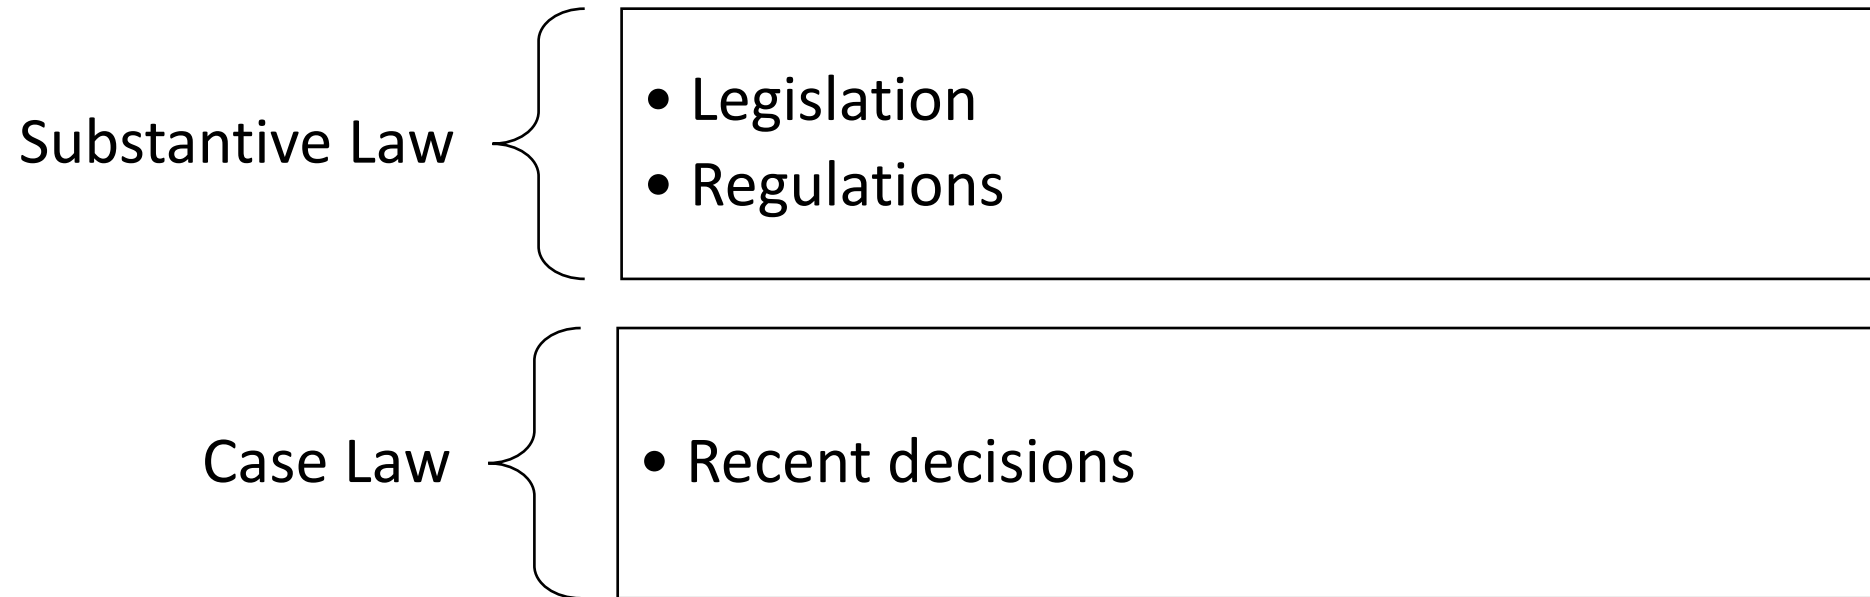 Substantive Law
• Legislation
• Regulations
Case Law
• Recent decisions